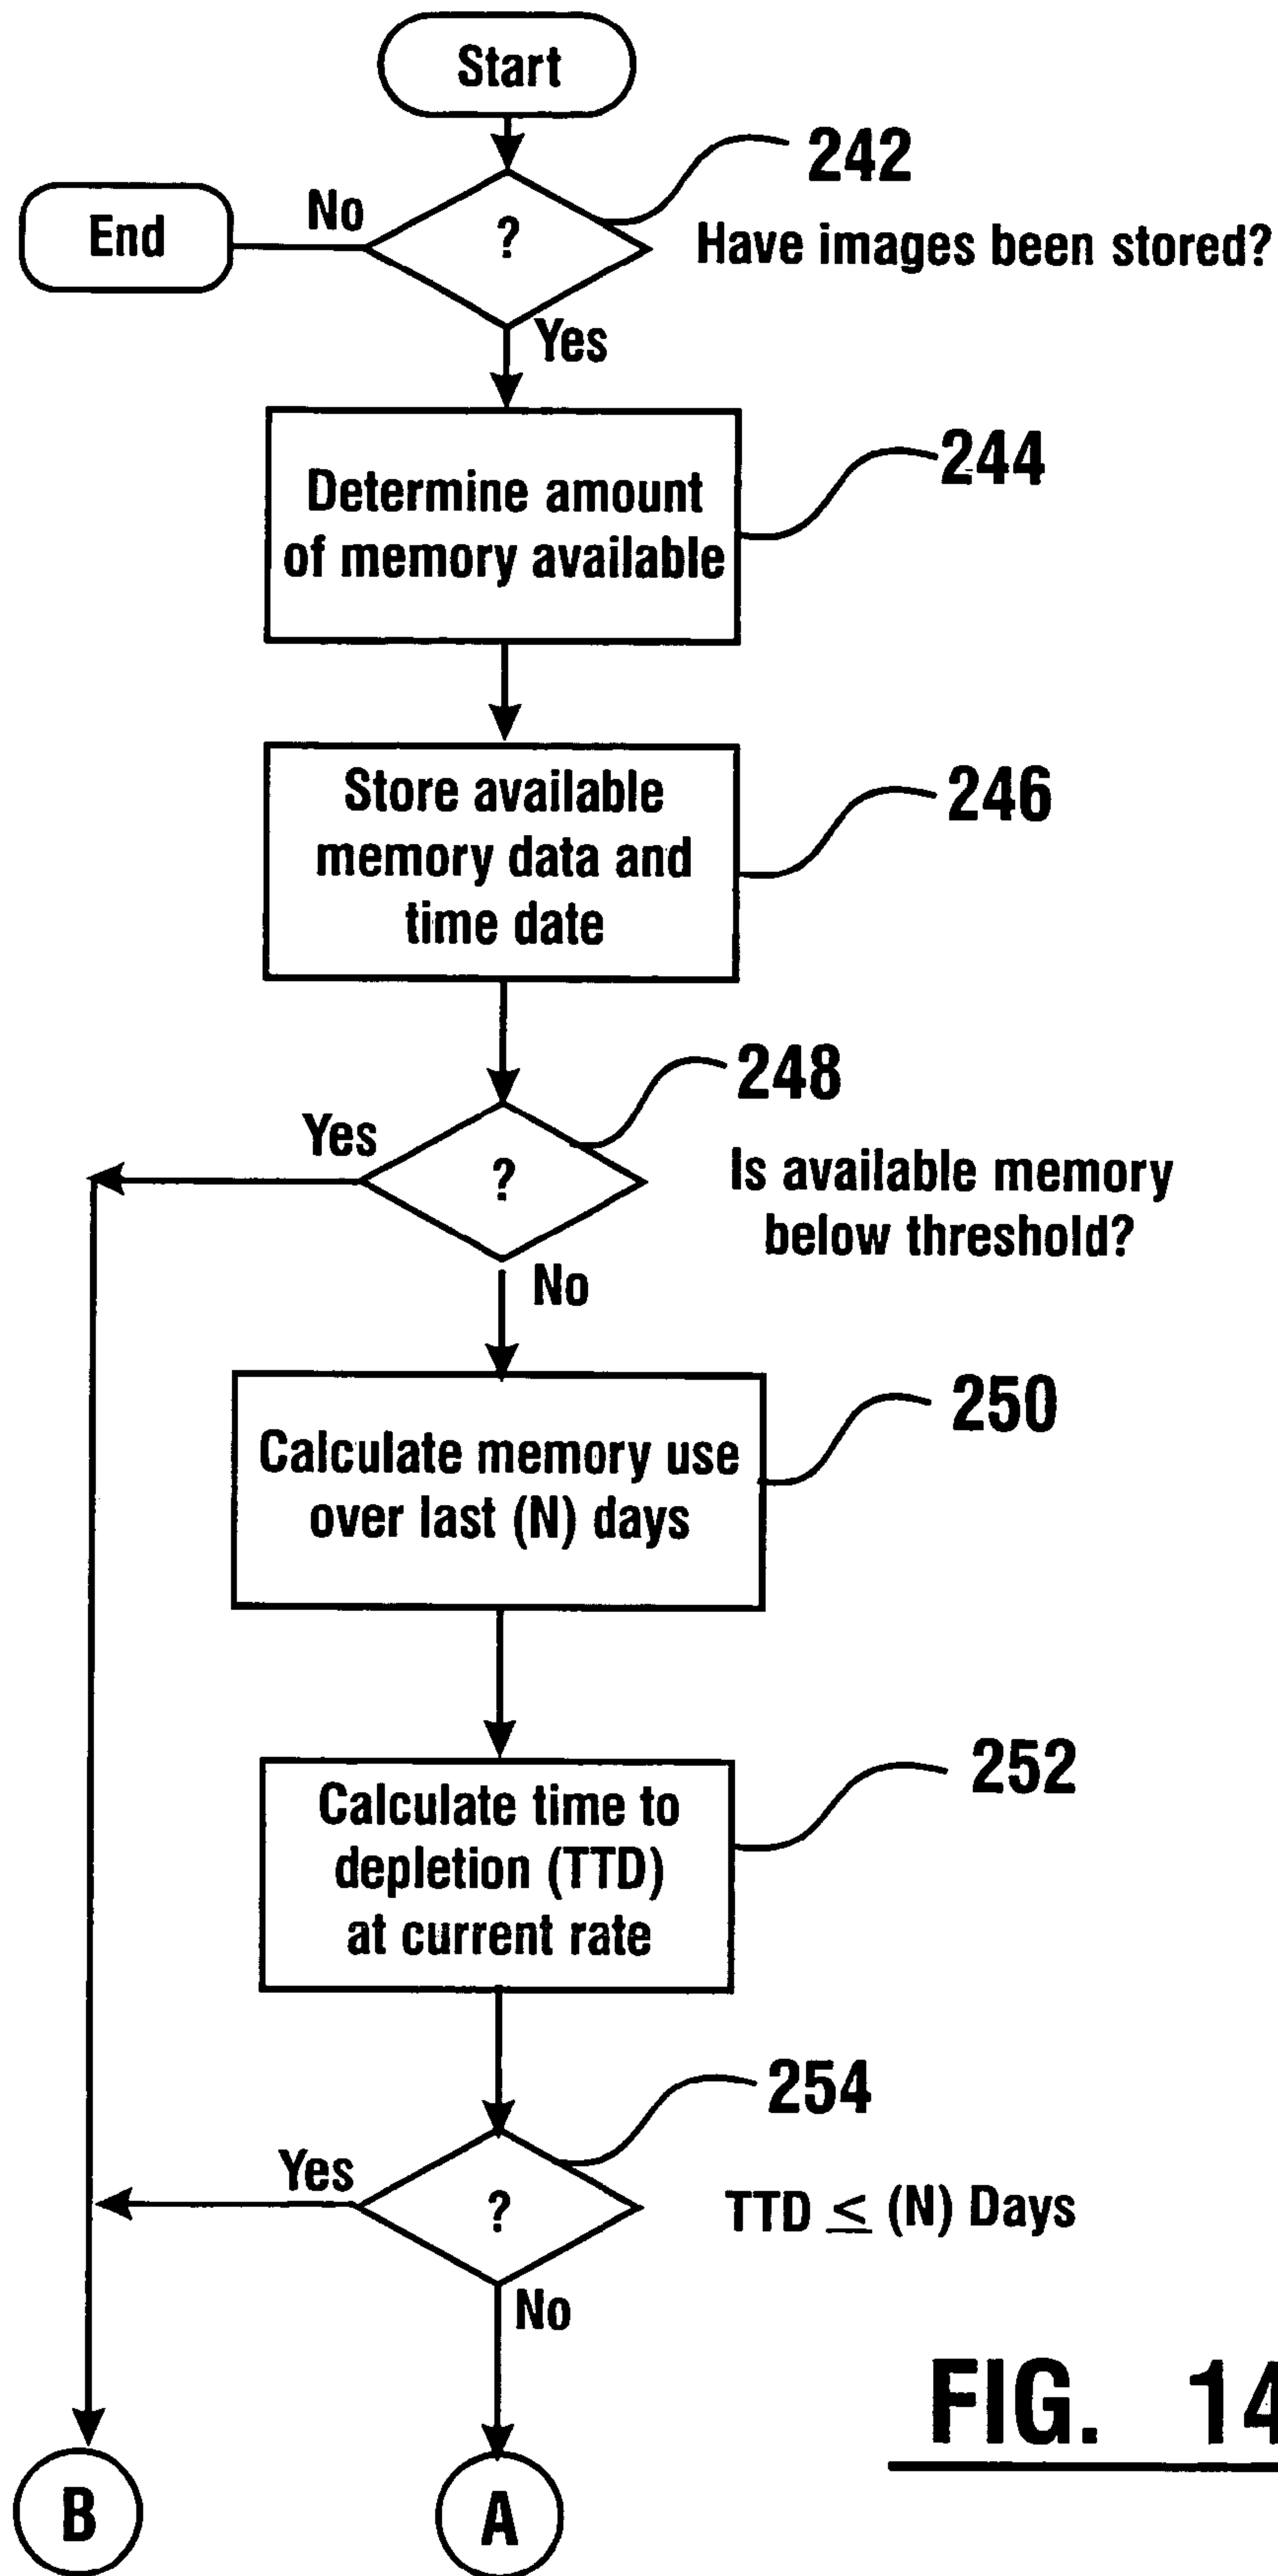 Start
242
No
End
?
Have images been stored?
Yes
244
Determine amount
of memory available
246
Store available
memory data and
time date
248
Yes
?
Is available memory
below threshold?
No
250
Calculate memory use
over last (N) days
252
Calculate time to
depletion (TTD)
at current rate
254
Yes
?
TTD ≤ (N) Days
No
FIG. 14
B
A